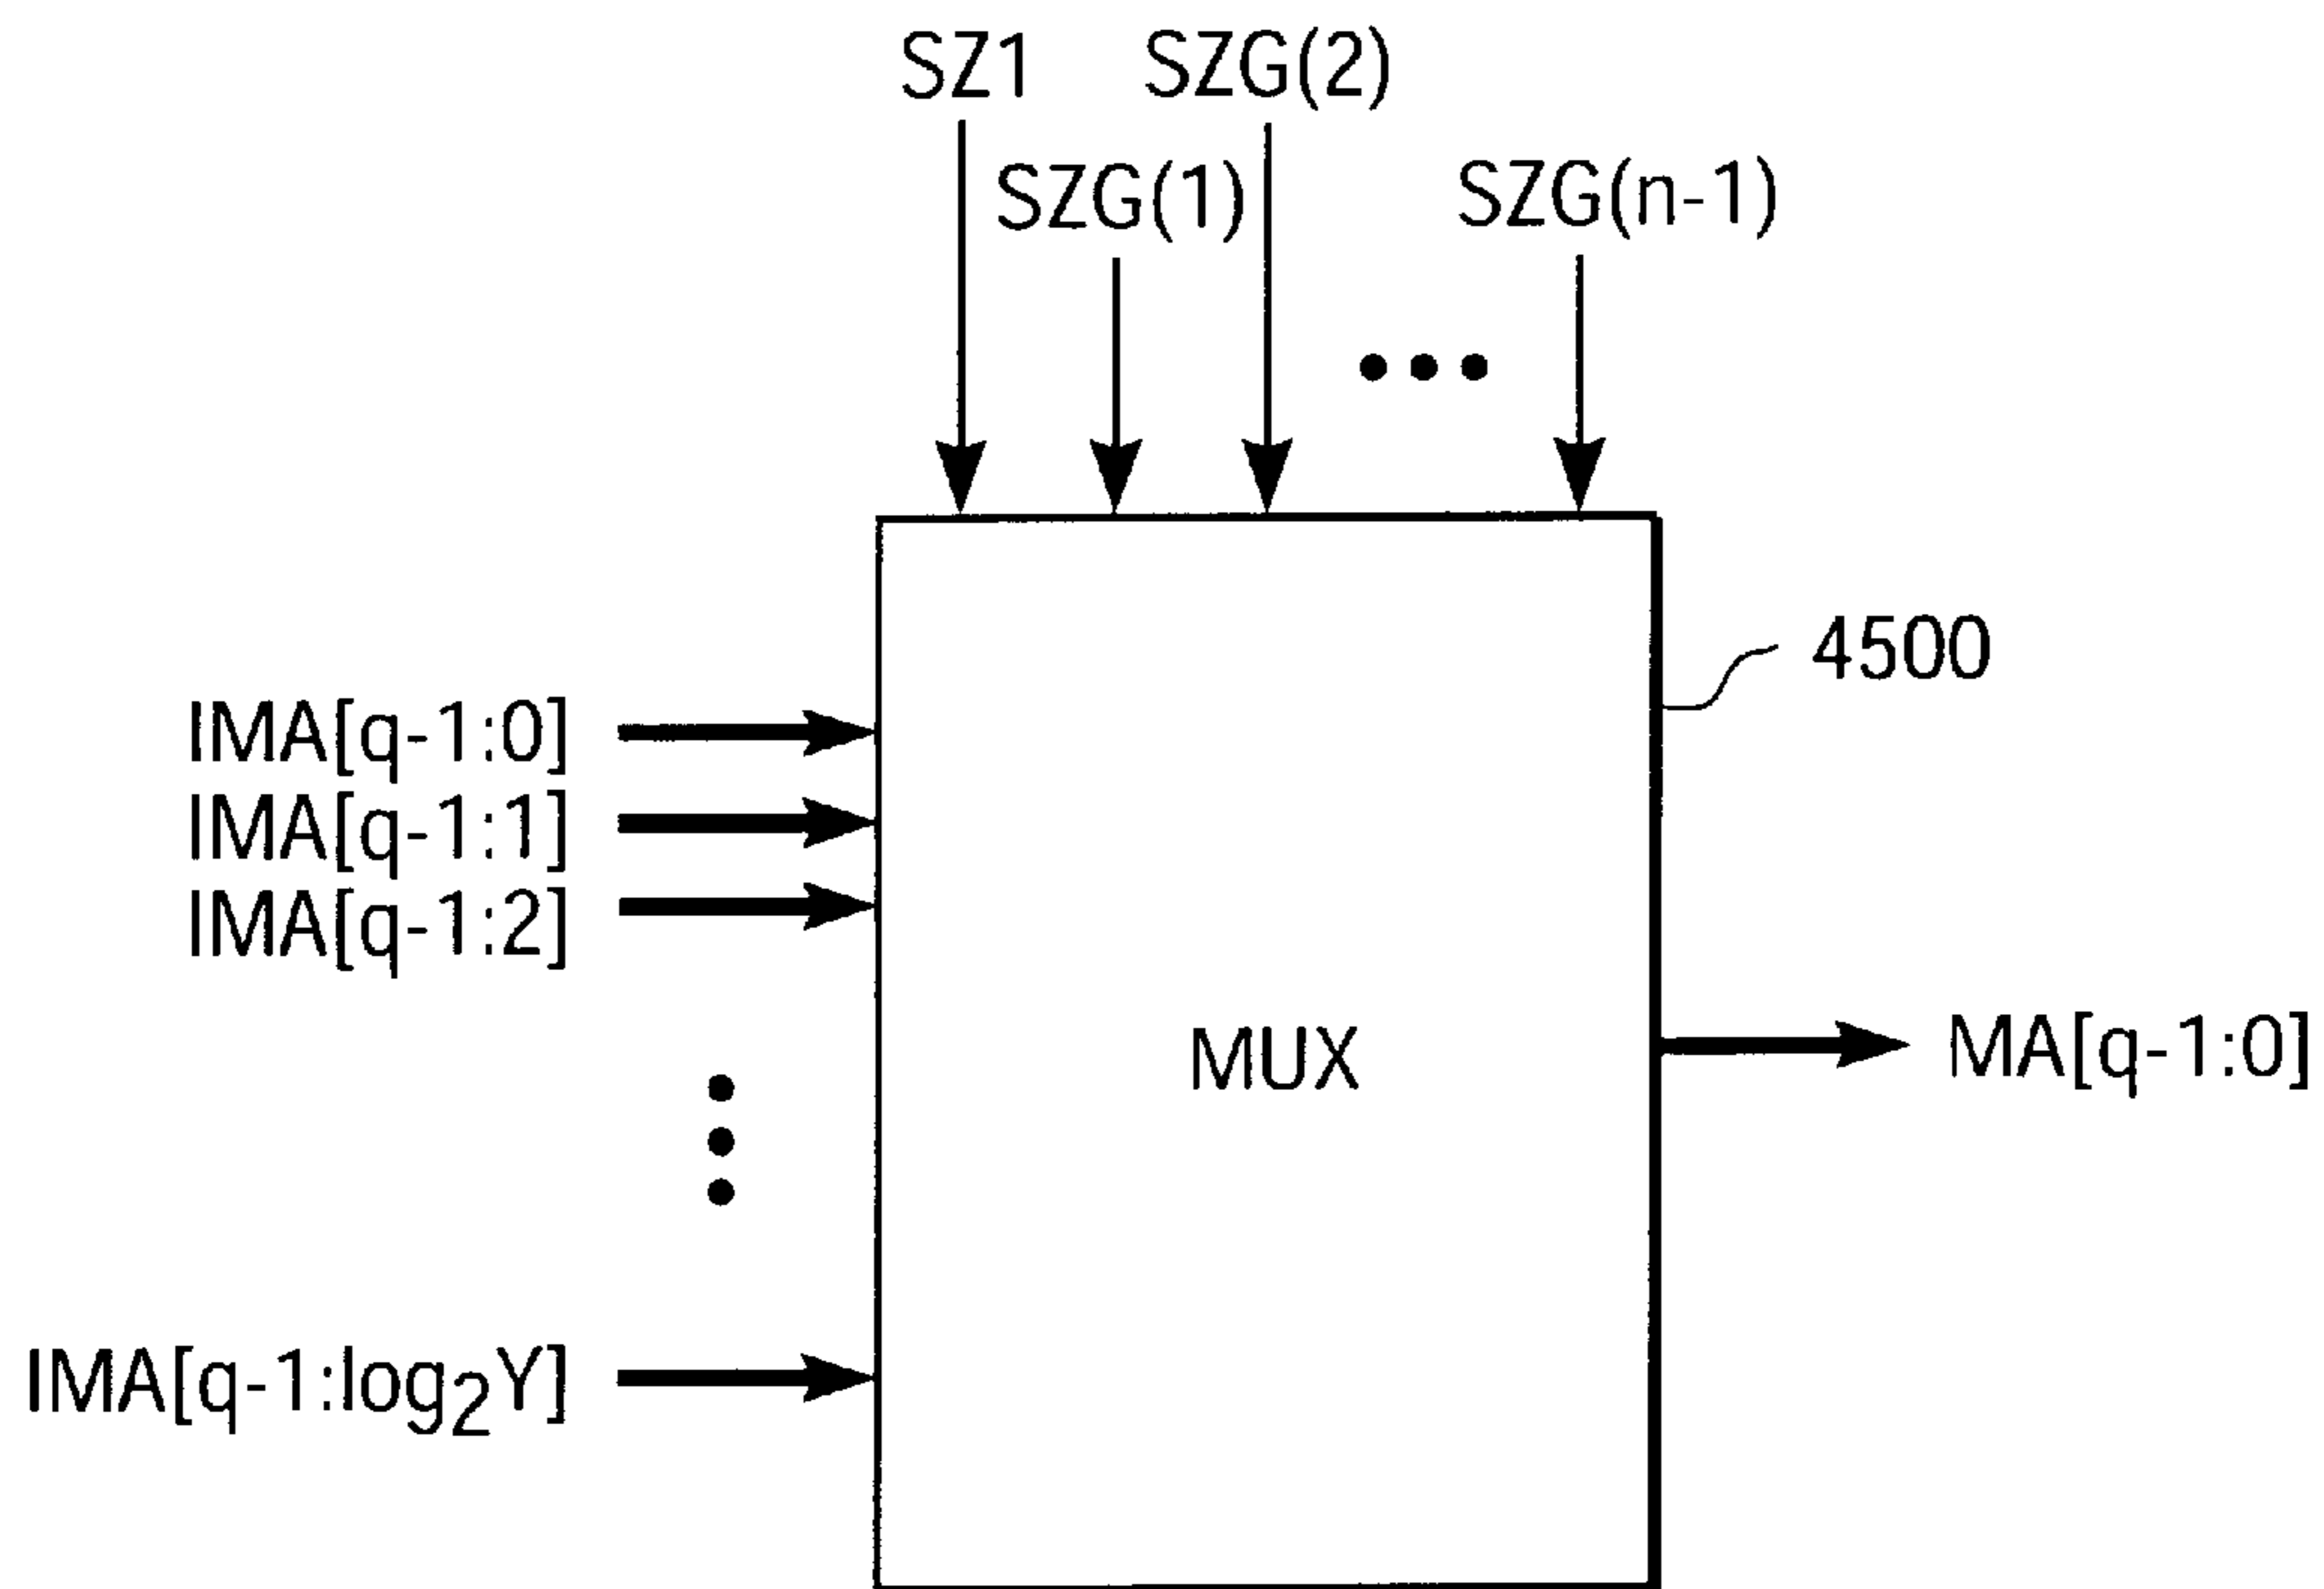 SZ1 SZG(2)
SZG(1) SZG(n-1)
4500
IMA[q-1:0]
IMA[q-1:1]
IMA[q-1:2]
MUX
MA[q-1:0]
IMA[q-1:log2Y]